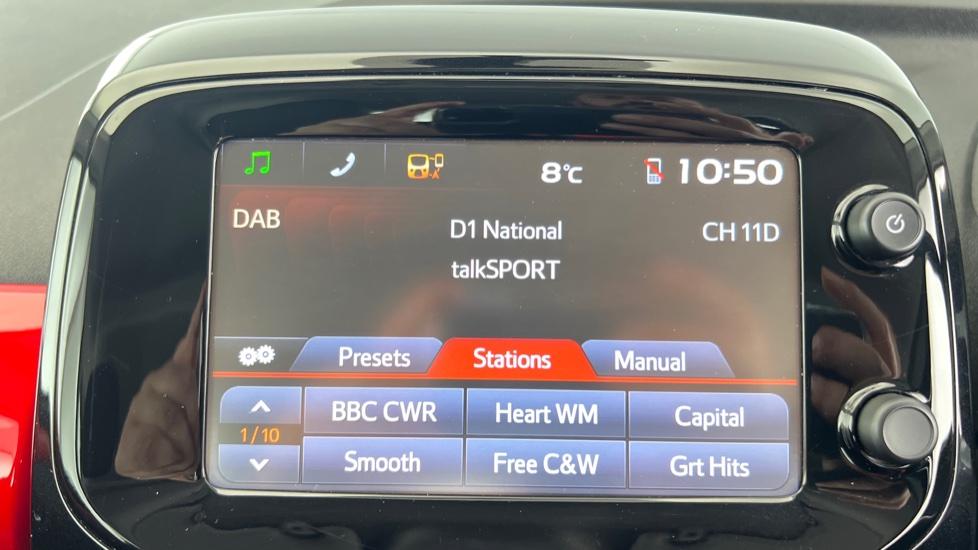 8°C 10:50
DAB D1 National CH 11D
talkSPORT
Presets Stations Manual
BBC CWR Heart WM Capital
1/10
Smooth Free C&W Grt Hits